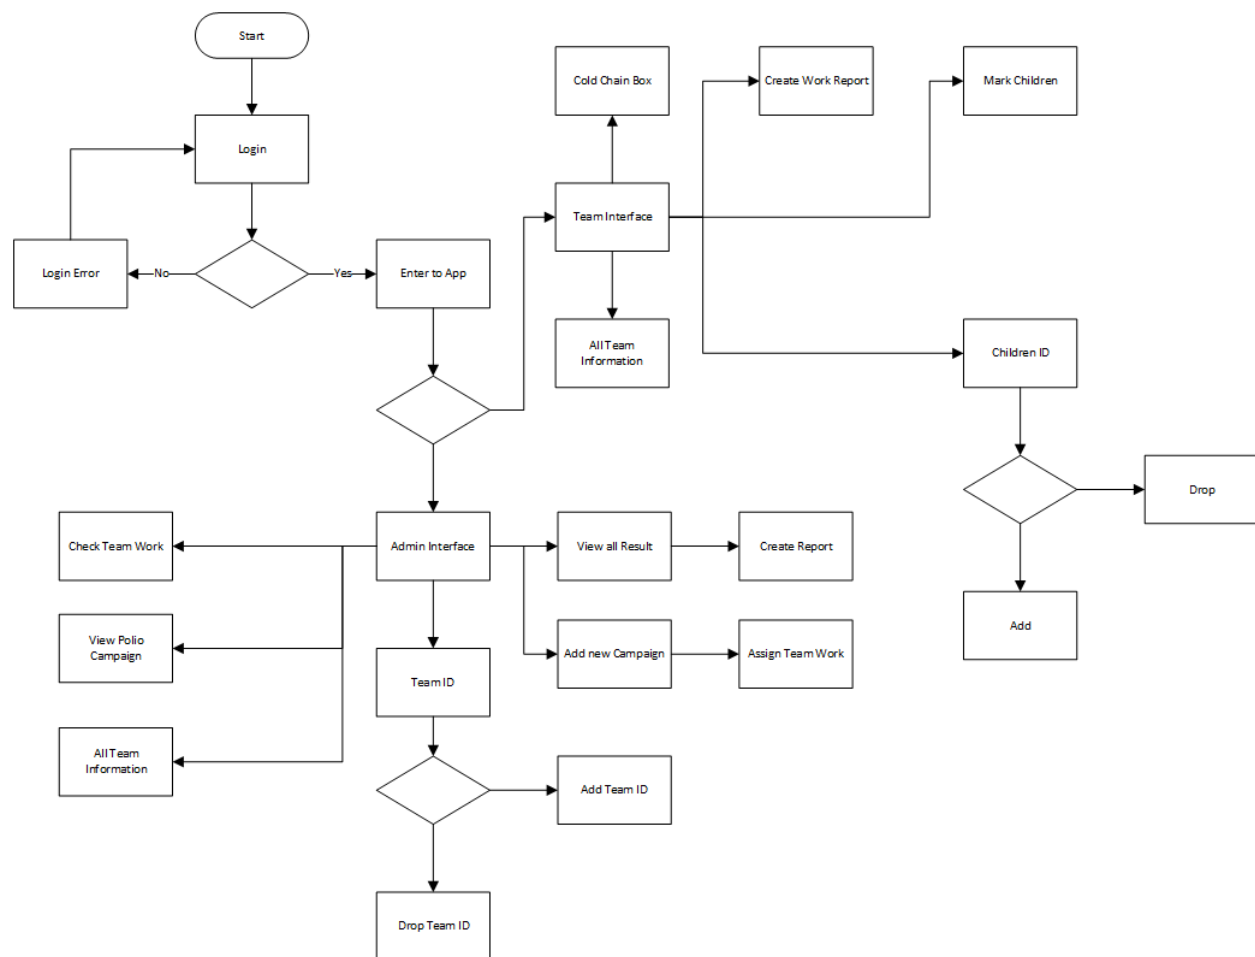 Start
Cold Chain Box
Create Work Report
Mark Children
Login
Team Interface
Login Error
No
Yes
Enter to App
All Team
Information
Children ID
Drop
Check Team Work
Admin Interface
View all Result
Create Report
View Polio
Campaign
Team ID
Add new Campaign
Assign Team Work
Add
All Team
Information
Add Team ID
Drop Team ID